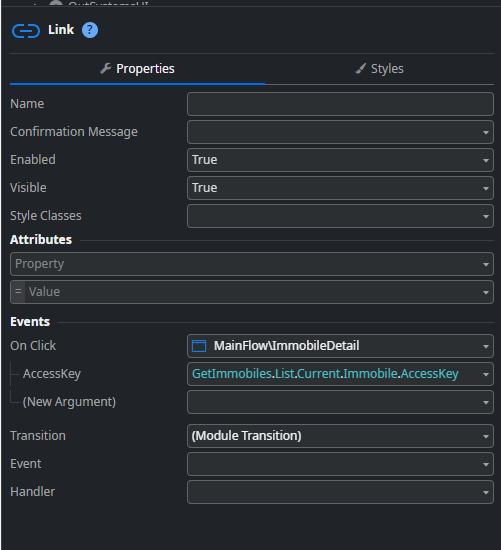 OutSystemsUI
Link ?
Properties Styles
Name
Confirmation Message
Enabled True
Visible True
Style Classes
Attributes
Property
= Value
Events
On Click MainFlow\ImmobileDetail
AccessKey GetImmobiles.List.Current.Immobile.AccessKey
(New Argument)
Transition (Module Transition)
Event
Handler